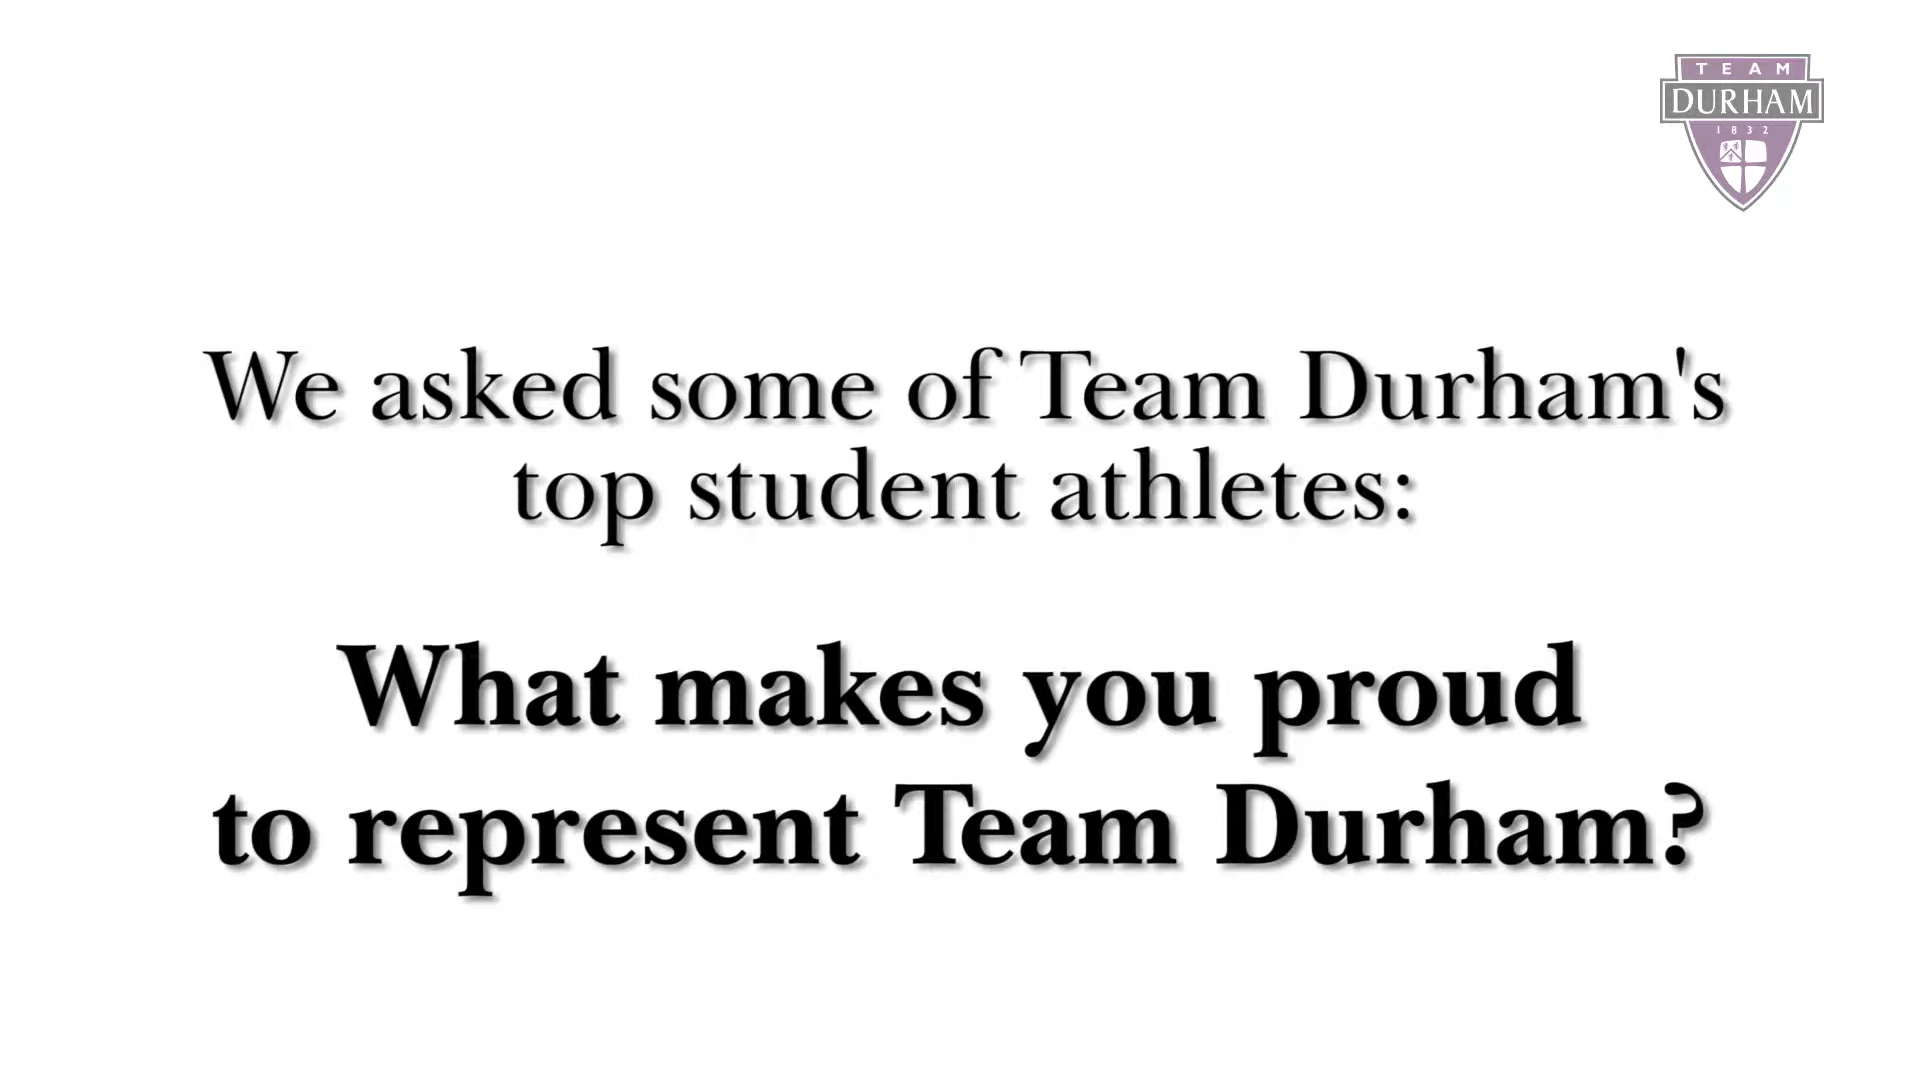 TEAM
DURHAM
1832
We asked some of Team Durham's
top student athletes:
What makes you proud
to represent Team Durham?